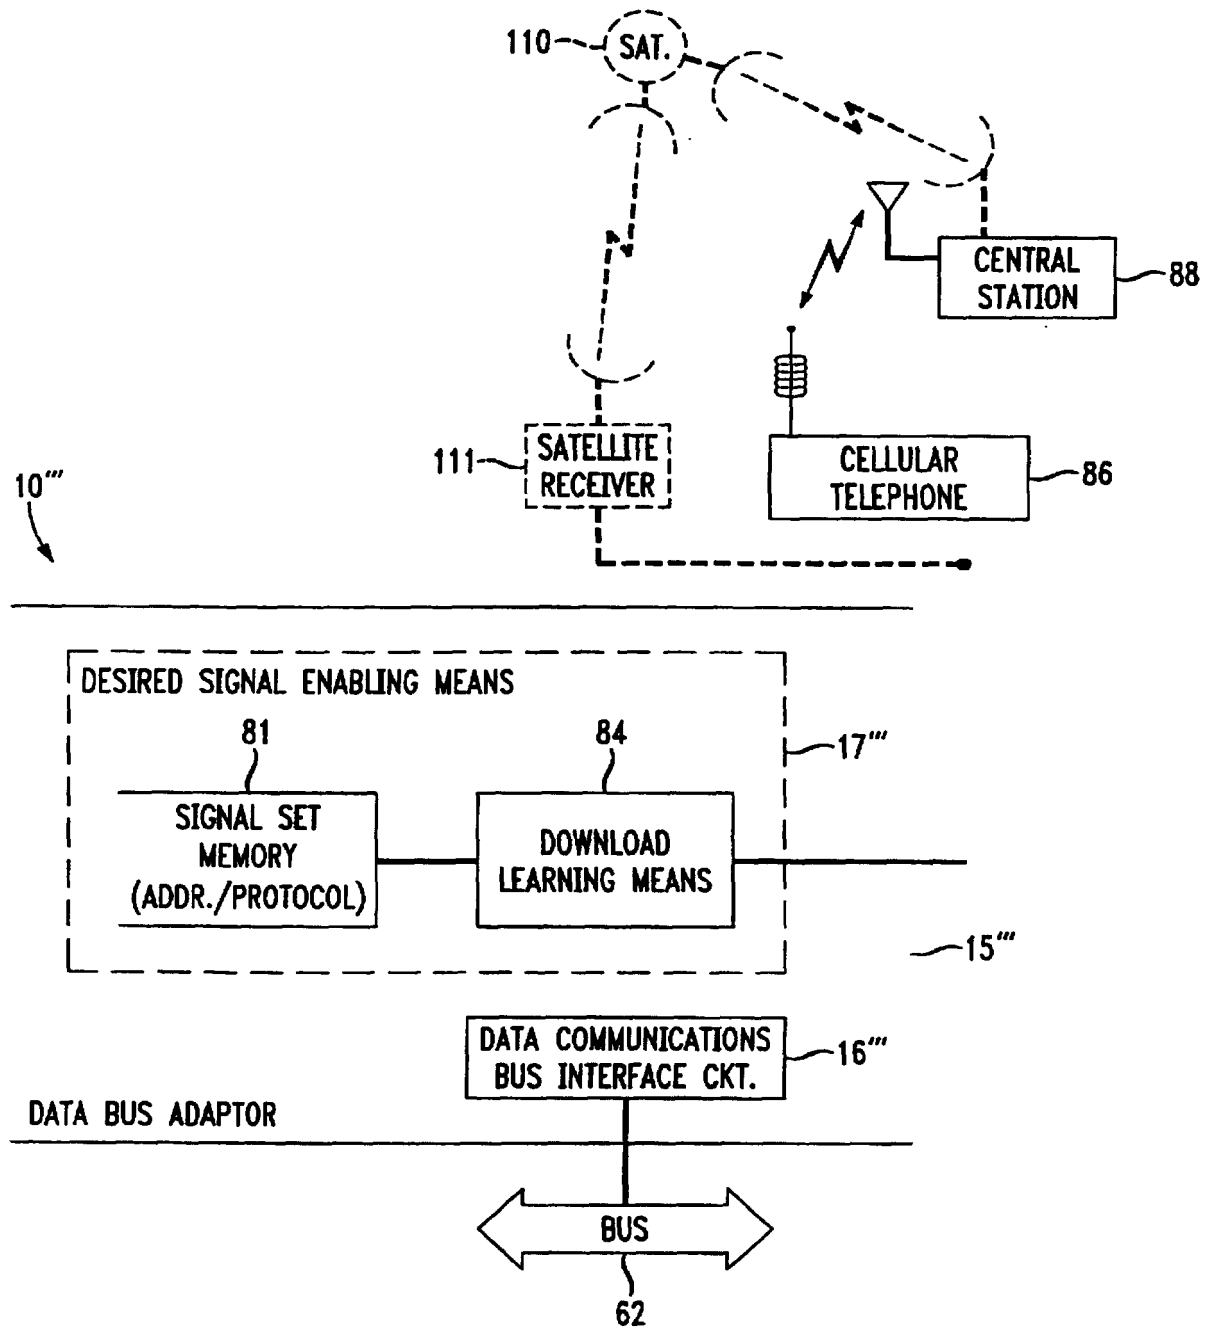 110
SAT.
CENTRAL
STATION
88
SATELLITE
RECEIVER
111
CELLULAR
TELEPHONE
86
10'''
DESIRED SIGNAL ENABLING MEANS
81
84
17'''
SIGNAL SET
MEMORY
(ADDR./PROTOCOL)
DOWNLOAD
LEARNING MEANS
15'''
DATA COMMUNICATIONS
BUS INTERFACE CKT.
16'''
DATA BUS ADAPTOR
BUS
62